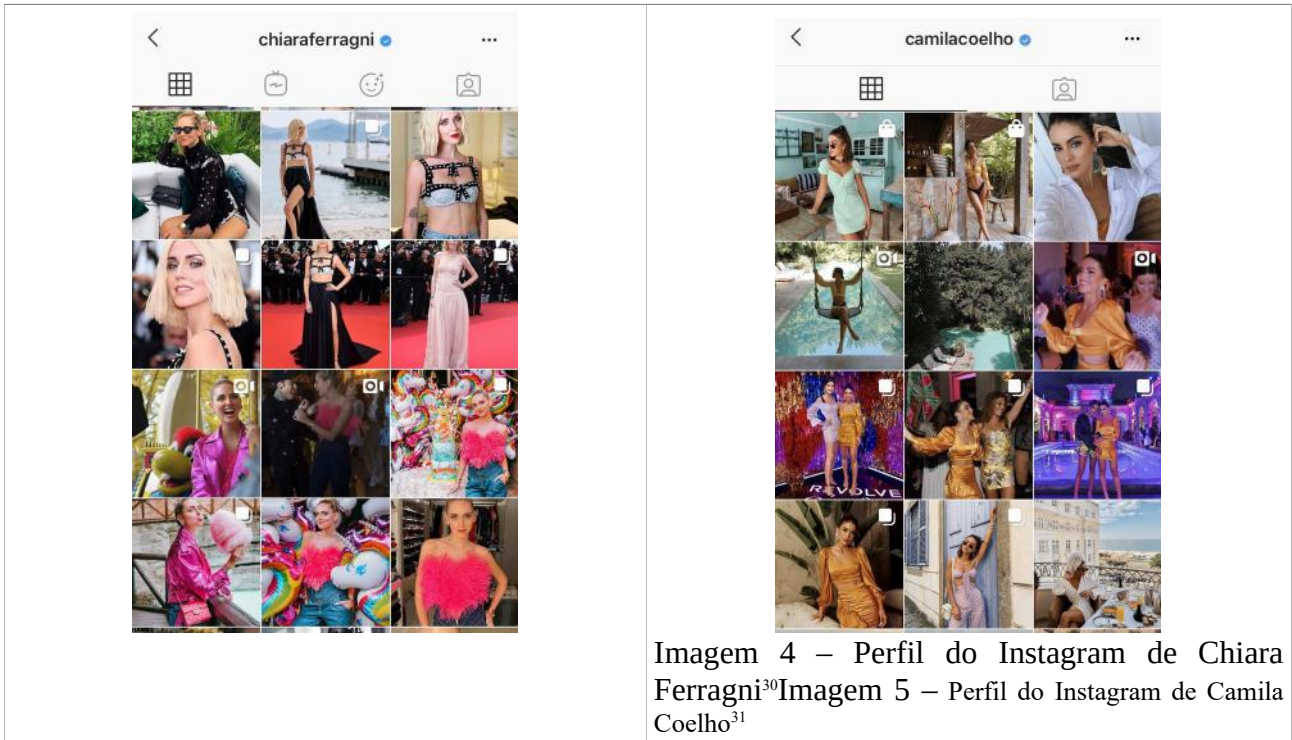 chiaraferragni
camilacoelho
REVOLVE
Imagem 4 – Perfil do Instagram de Chiara
Ferragni³⁰Imagem 5 – Perfil do Instagram de Camila
Coelho³¹